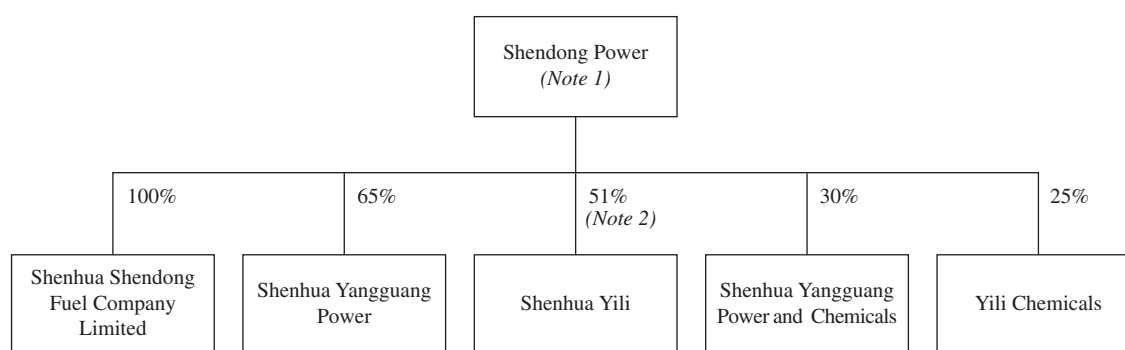 Shendong Power
(Note 1)
100%
65%
51%
(Note 2)
30%
25%
Shenhua Shendong
Fuel Company
Limited
Shenhua Yangguang
Power
Shenhua Yili
Shenhua Yangguang
Power and Chemicals
Yili Chemicals